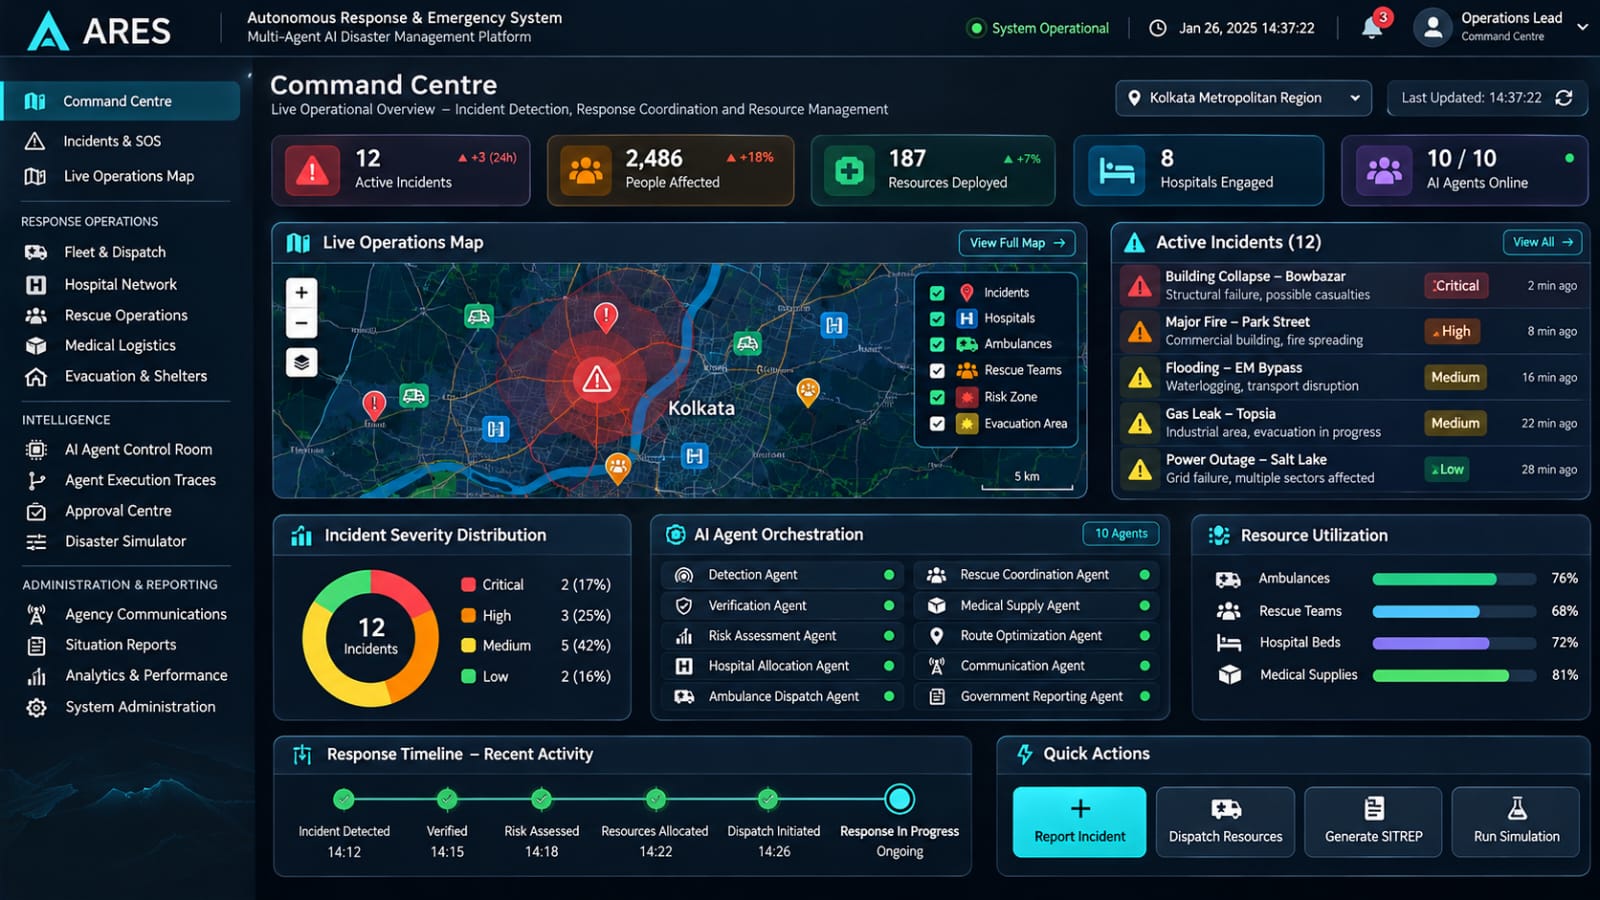 ARES
Autonomous Response & Emergency System
Multi-Agent AI Disaster Management Platform
System Operational
Jan 26, 2025 14:37:22
3
Operations Lead
Command Centre
Command Centre
Incidents & SOS
Live Operations Map
RESPONSE OPERATIONS
Fleet & Dispatch
Hospital Network
Rescue Operations
Medical Logistics
Evacuation & Shelters
INTELLIGENCE
AI Agent Control Room
Agent Execution Traces
Approval Centre
Disaster Simulator
ADMINISTRATION & REPORTING
Agency Communications
Situation Reports
Analytics & Performance
System Administration
Command Centre
Live Operational Overview – Incident Detection, Response Coordination and Resource Management
Kolkata Metropolitan Region
Last Updated: 14:37:22
12
▲ +3 (24h)
Active Incidents
2,486
▲ +18%
People Affected
187
▲ +7%
Resources Deployed
8
Hospitals Engaged
10 / 10
AI Agents Online
Live Operations Map
View Full Map →
+
−
Kolkata
Incidents
H Hospitals
Ambulances
Rescue Teams
Risk Zone
Evacuation Area
5 km
Active Incidents (12)
View All →
Building Collapse – Bowbazar
Structural failure, possible casualties
Critical
2 min ago
Major Fire – Park Street
Commercial building, fire spreading
High
8 min ago
Flooding – EM Bypass
Waterlogging, transport disruption
Medium
16 min ago
Gas Leak – Topsia
Industrial area, evacuation in progress
Medium
22 min ago
Power Outage – Salt Lake
Grid failure, multiple sectors affected
Low
28 min ago
Incident Severity Distribution
12
Incidents
Critical 2 (17%)
High 3 (25%)
Medium 5 (42%)
Low 2 (16%)
AI Agent Orchestration
10 Agents
Detection Agent
Verification Agent
Risk Assessment Agent
Hospital Allocation Agent
Ambulance Dispatch Agent
Rescue Coordination Agent
Medical Supply Agent
Route Optimization Agent
Communication Agent
Government Reporting Agent
Resource Utilization
Ambulances 76%
Rescue Teams 68%
Hospital Beds 72%
Medical Supplies 81%
Response Timeline – Recent Activity
Incident Detected
14:12
Verified
14:15
Risk Assessed
14:18
Resources Allocated
14:22
Dispatch Initiated
14:26
Response In Progress
Ongoing
Quick Actions
Report Incident
Dispatch Resources
Generate SITREP
Run Simulation